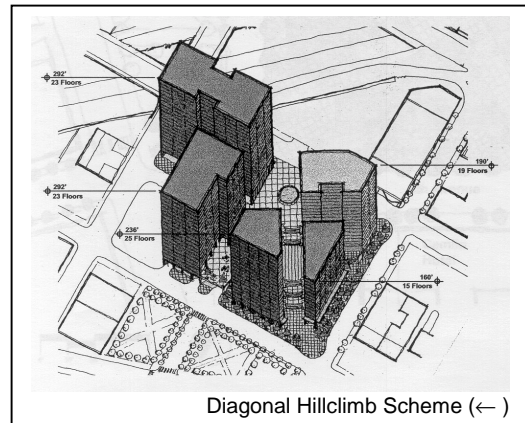 292'
23 Floors
190'
19 Floors
292'
23 Floors
236'
25 Floors
160'
15 Floors
Diagonal Hillclimb Scheme (← )